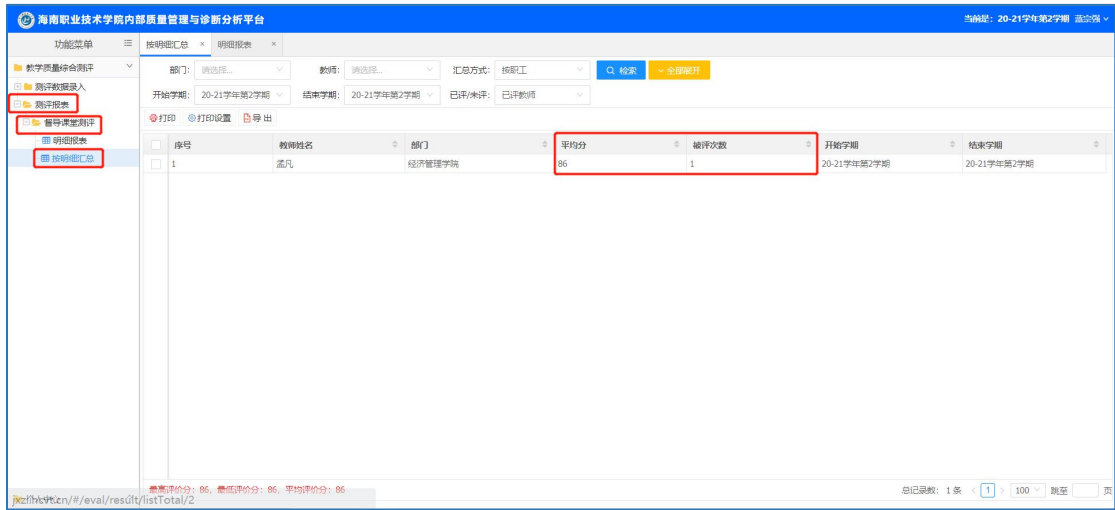 海南职业技术学院内部质量管理与诊断分析平台
当前是：20-21学年第2学期 蓝宗强
功能菜单
按明细汇总 × 明细报表 ×
教学质量综合测评
测评数据录入
测评报表
督导课堂测评
明细报表
按明细汇总
部门: 请选择... 教师: 请选择... 汇总方式: 按职工 检索 全部展开
开始学期: 20-21学年第2学期 结束学期: 20-21学年第2学期 已评/未评: 已评教师
打印 打印设置 导出
序号 教师姓名 部门 平均分 被评次数 开始学期 结束学期
1 孟凡 经济管理学院 86 1 20-21学年第2学期 20-21学年第2学期
最高评价分：86，最低评价分：86，平均评价分：86
总记录数：1 条 < 1 > 100 跳至 页
/#/eval/result/listTotal/2